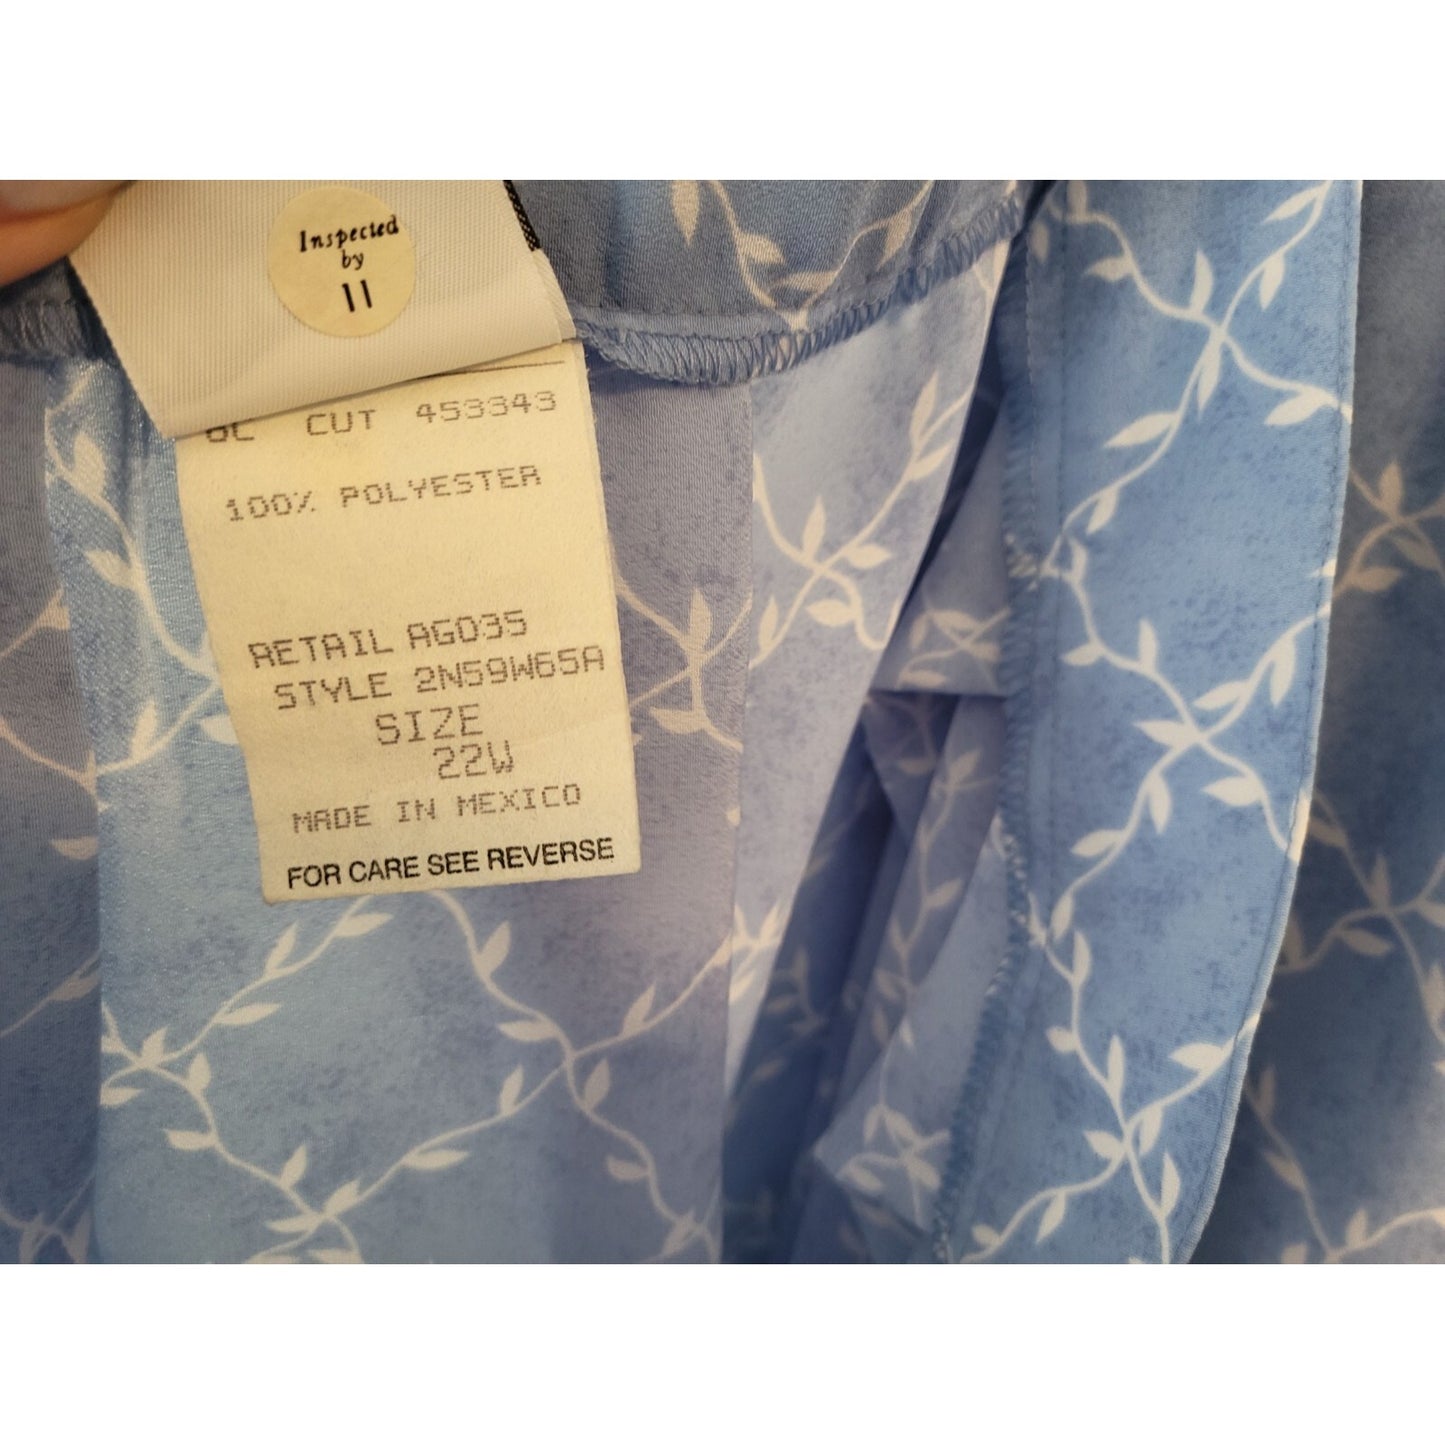 Inspected
by
11
CUT 453343
100% POLYESTER
RETAIL AG035
STYLE 2N59W65A
SIZE
22W
MADE IN MEXICO
FOR CARE SEE REVERSE